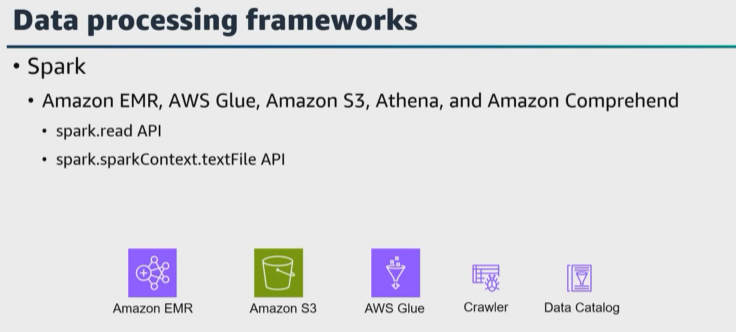 Data processing frameworks
• Spark
• Amazon EMR, AWS Glue, Amazon S3, Athena, and Amazon Comprehend
• spark.read API
• spark.sparkContext.textFile API
Amazon EMR
Amazon S3
AWS Glue
Crawler
Data Catalog